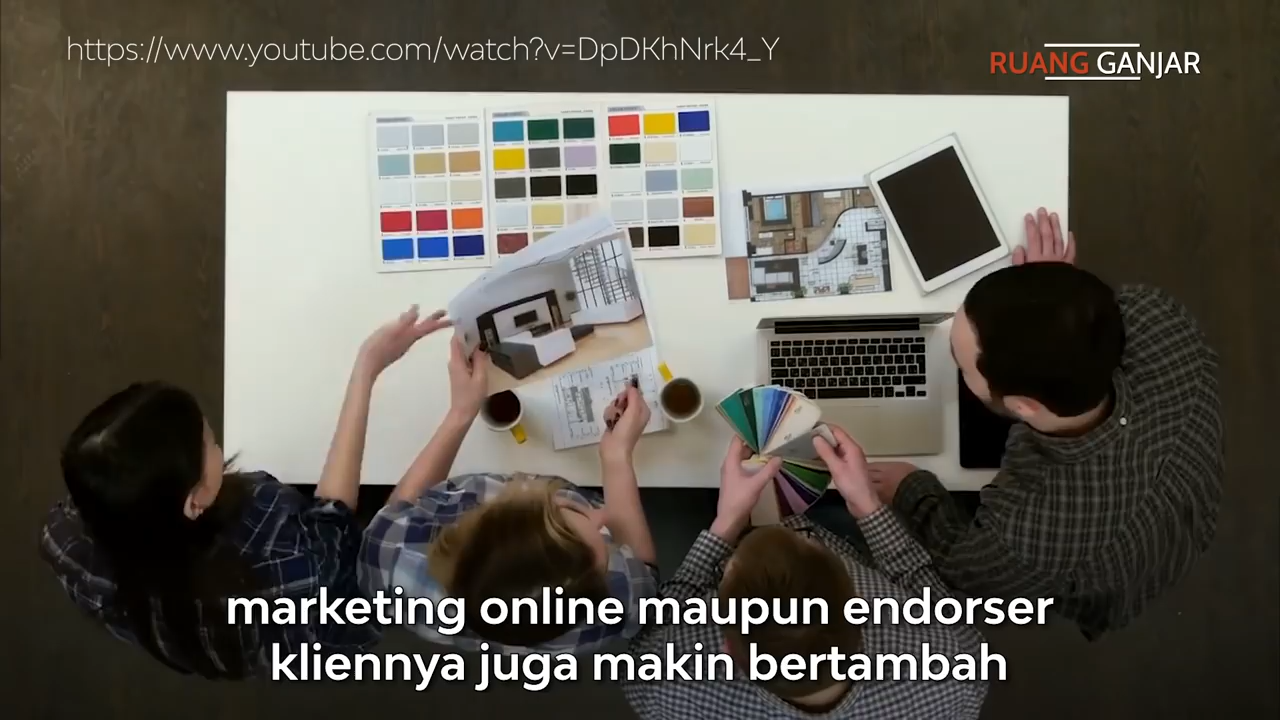 https://www.youtube.com/watch?v=DpDKhNrk4_Y
RUANG GANJAR
marketing online maupun endorser
kliennya juga makin bertambah